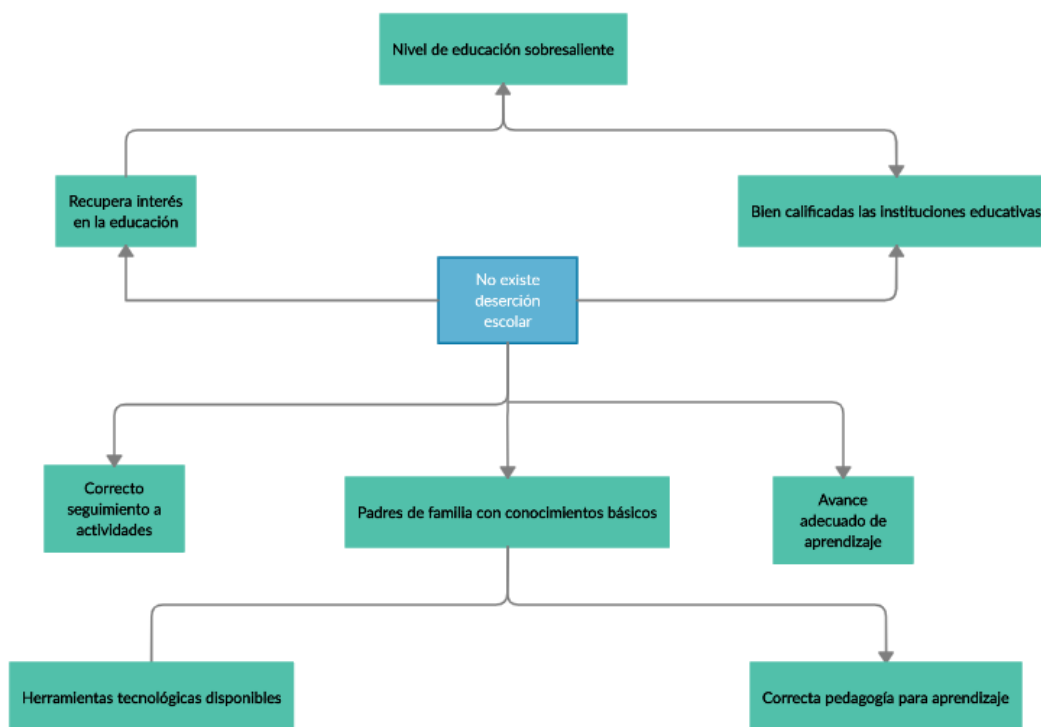 Nivel de educación sobresaliente
Recupera interés
en la educación
Bien calificadas las instituciones educativas
No existe
deserción
escolar
Correcto
seguimiento a
actividades
Padres de familia con conocimientos básicos
Avance
adecuado de
aprendizaje
Herramientas tecnológicas disponibles
Correcta pedagogía para aprendizaje